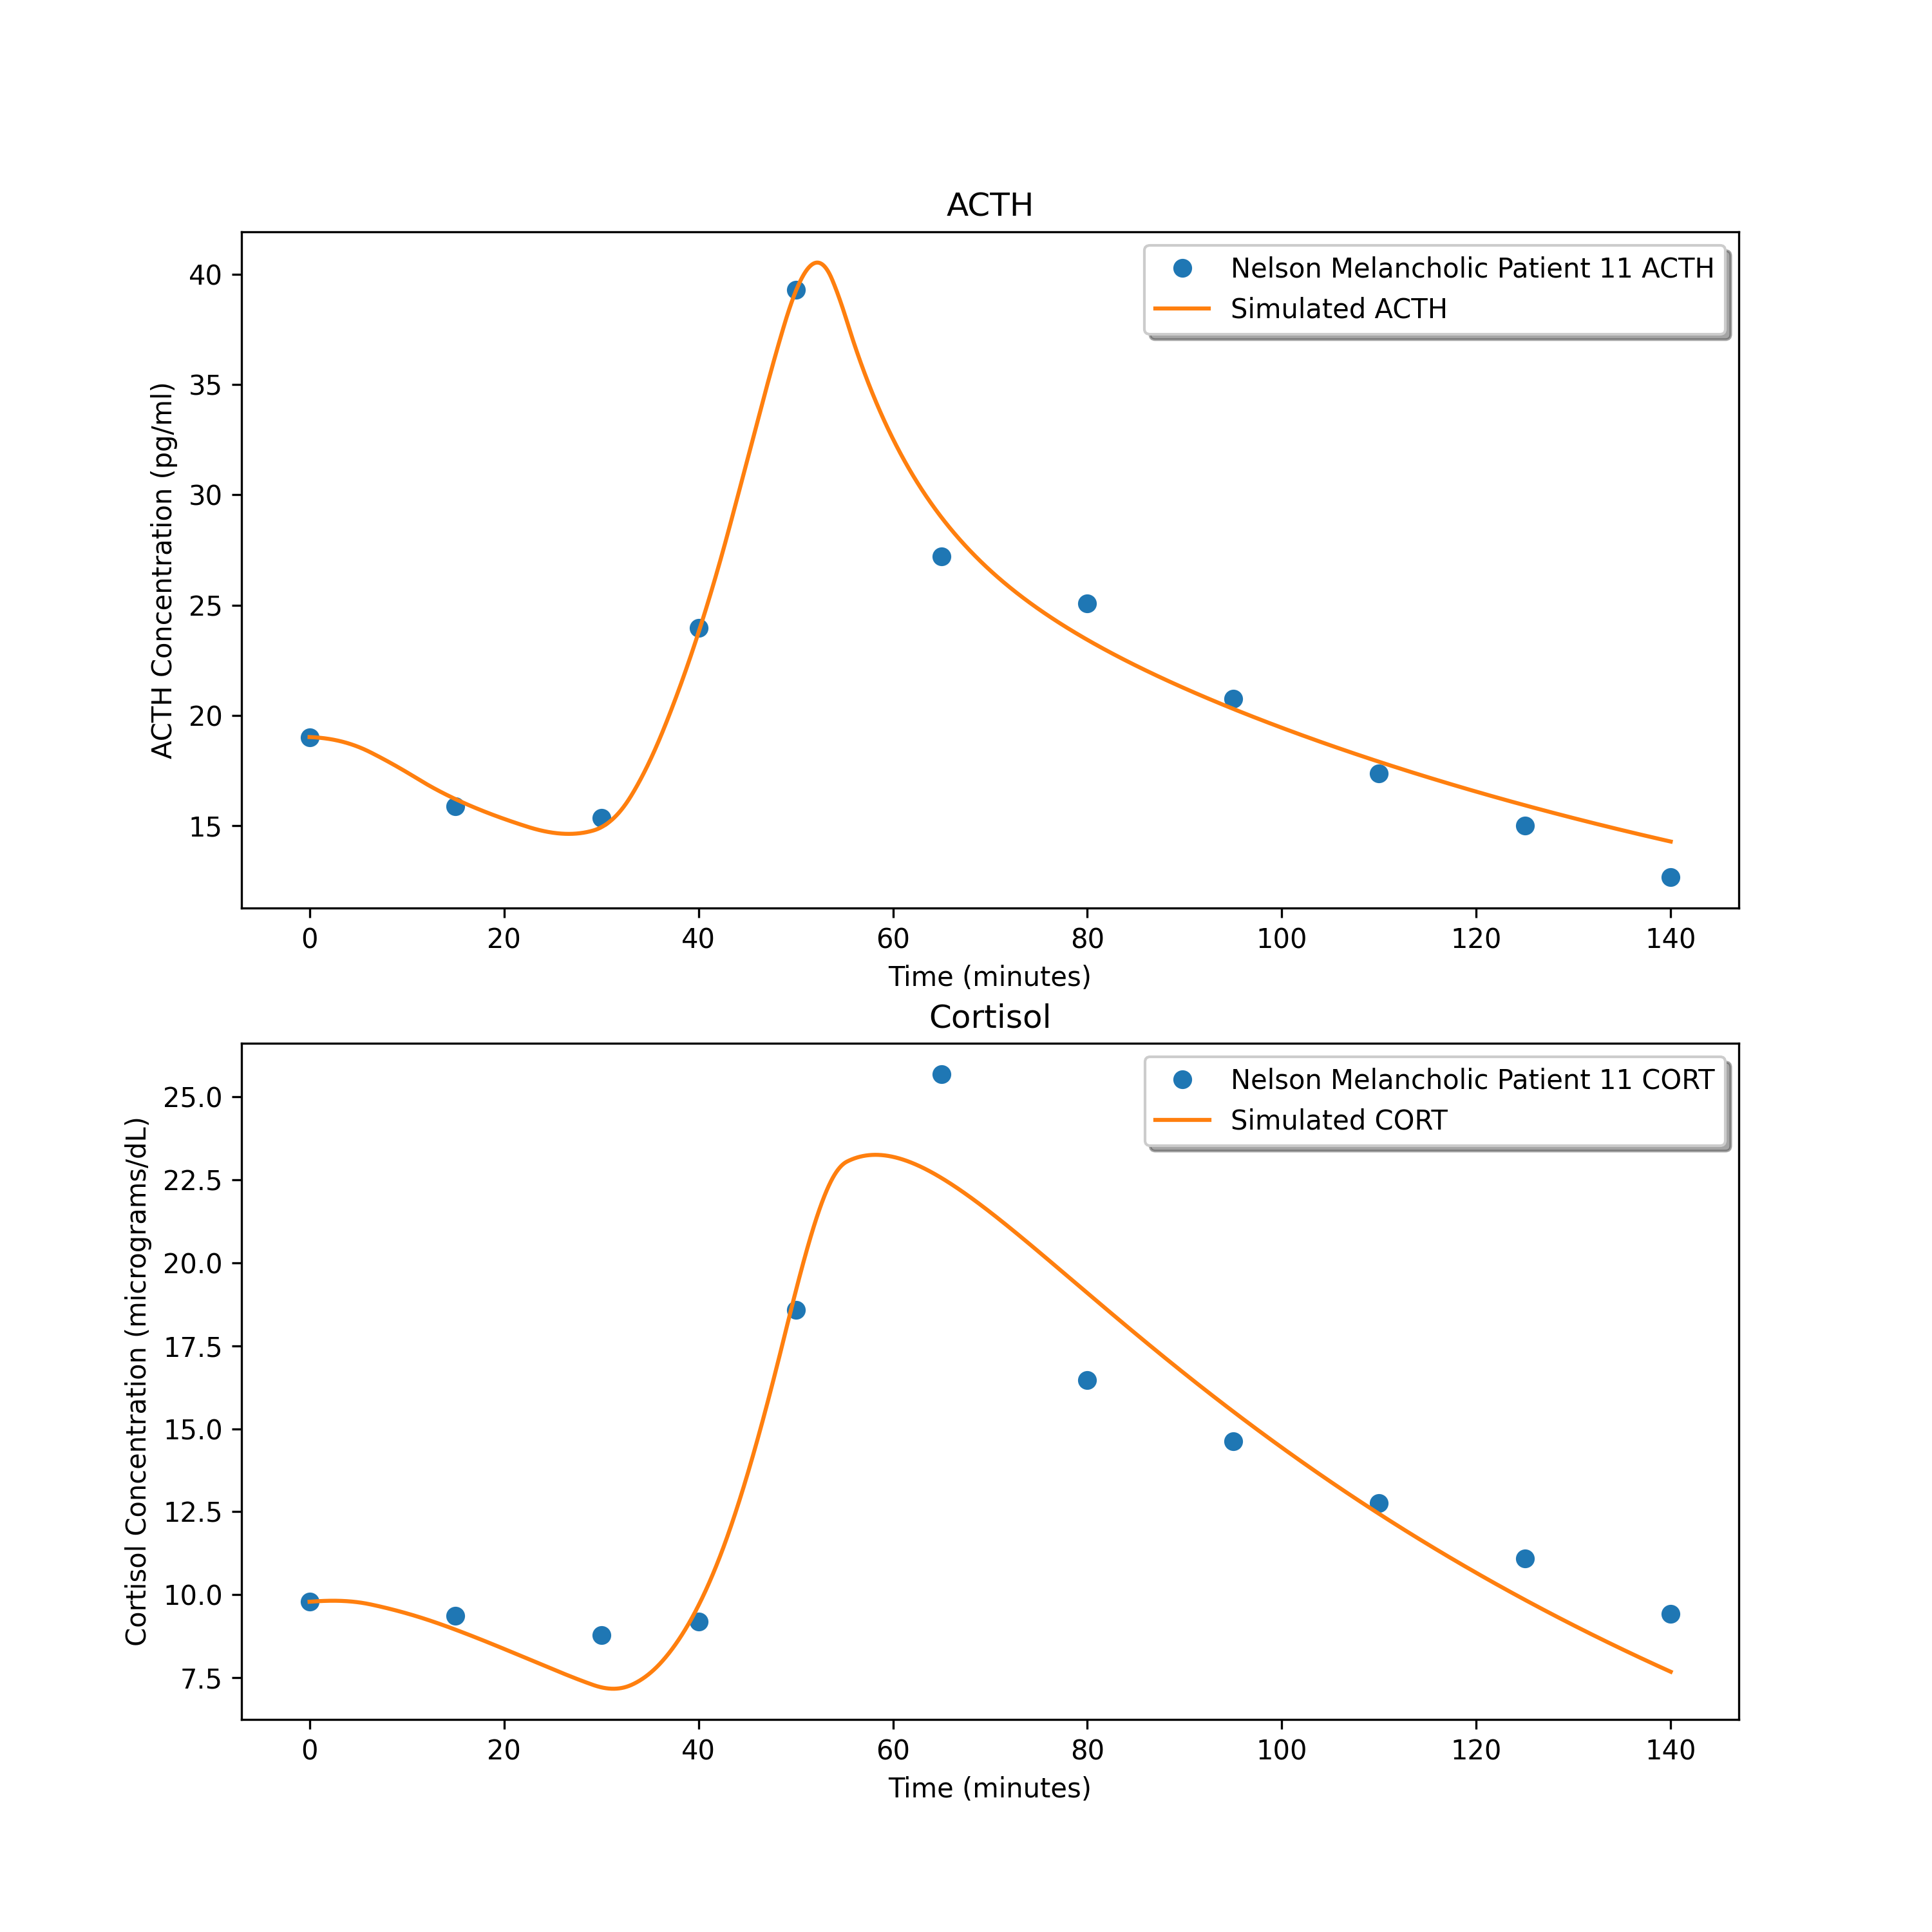 ACTH
Nelson Melancholic Patient 11 ACTH
Simulated ACTH
ACTH Concentration (pg/ml)
40
35
30
25
20
15
0 20 40 60 80 100 120 140
Time (minutes)
Cortisol
Nelson Melancholic Patient 11 CORT
Simulated CORT
Cortisol Concentration (micrograms/dL)
25.0
22.5
20.0
17.5
15.0
12.5
10.0
7.5
0 20 40 60 80 100 120 140
Time (minutes)